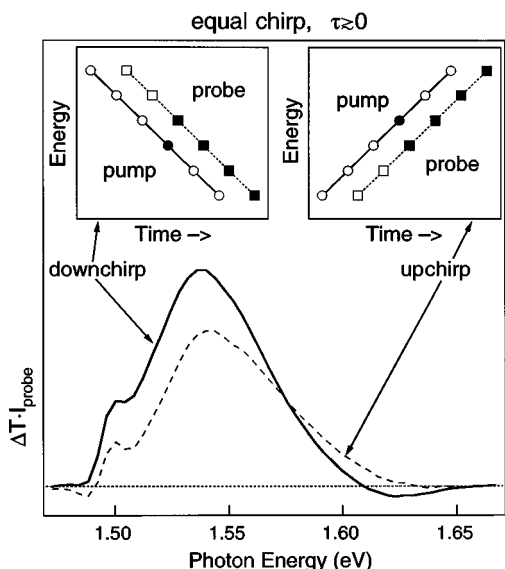 equal chirp, τ≳0
Energy
probe
pump
Time –>
Energy
pump
probe
Time –>
downchirp
upchirp
ΔT·Iprobe
1.50
1.55
1.60
1.65
Photon Energy (eV)